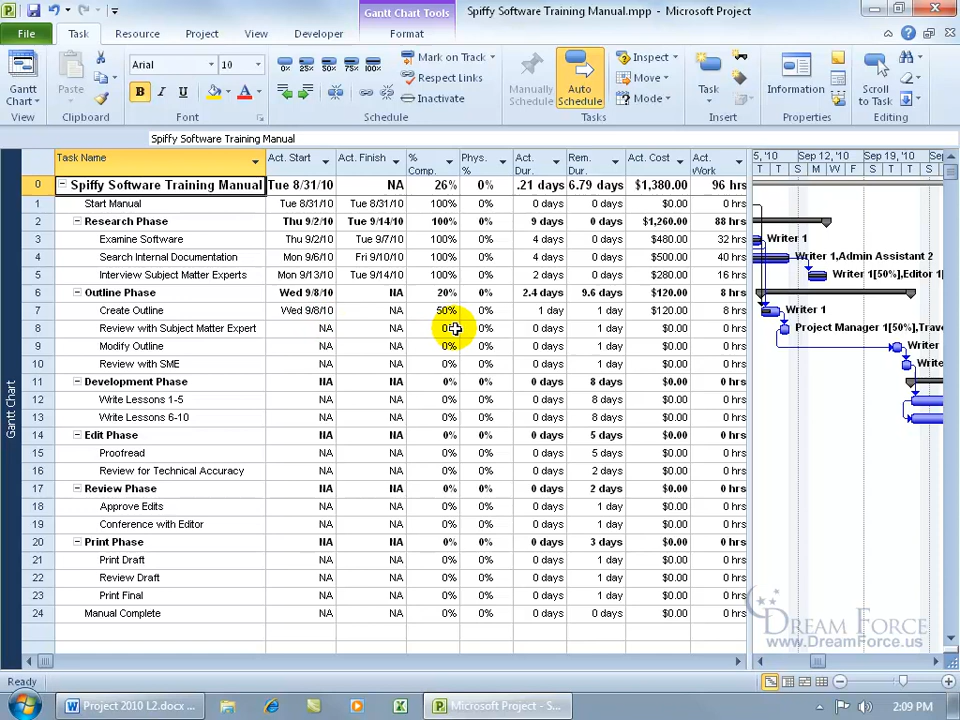 Gantt Chart Tools
Spiffy Software Training Manual.mpp - Microsoft Project
File Task Resource Project View Developer Format
Arial 10
0% 25% 50% 75% 100%
Mark on Track
Inspect
Respect Links
Move
Inactivate
Mode
Gantt Chart
Paste
B I U A
Manually Schedule
Auto Schedule
Task
Information
Scroll to Task
Clipboard Font Schedule Tasks Insert Properties Editing
Spiffy Software Training Manual
Task Name Act. Start Act. Finish % Comp. Phys. % Act. Dur. Rem. Dur. Act. Cost Act. Work 5, '10 Sep 12, '10 Sep 19, '10 Se
T T S M W F S T T S
0 Spiffy Software Training Manual Tue 8/31/10 NA 26% 0% .21 days 6.79 days $1,380.00 96 hrs
1 Start Manual Tue 8/31/10 Tue 8/31/10 100% 0% 0 days 0 days $0.00 0 hrs
2 Research Phase Thu 9/2/10 Tue 9/14/10 100% 0% 9 days 0 days $1,260.00 88 hrs
3 Examine Software Thu 9/2/10 Tue 9/7/10 100% 0% 4 days 0 days $480.00 32 hrs Writer 1
4 Search Internal Documentation Mon 9/6/10 Fri 9/10/10 100% 0% 4 days 0 days $500.00 40 hrs Writer 1,Admin Assistant 2
5 Interview Subject Matter Experts Mon 9/13/10 Tue 9/14/10 100% 0% 2 days 0 days $280.00 16 hrs Writer 1[50%],Editor 1
6 Outline Phase Wed 9/8/10 NA 20% 0% 2.4 days 9.6 days $120.00 8 hrs
7 Create Outline Wed 9/8/10 NA 50% 0% 1 day 1 day $120.00 8 hrs Writer 1
8 Review with Subject Matter Expert NA NA 0% 0% 0 days 1 day $0.00 0 hrs Project Manager 1[50%],Trave
9 Modify Outline NA NA 0% 0% 0 days 1 day $0.00 0 hrs Writer
10 Review with SME NA NA 0% 0% 0 days 1 day $0.00 0 hrs Write
11 Development Phase NA NA 0% 0% 0 days 8 days $0.00 0 hrs
12 Write Lessons 1-5 NA NA 0% 0% 0 days 8 days $0.00 0 hrs
13 Write Lessons 6-10 NA NA 0% 0% 0 days 8 days $0.00 0 hrs
14 Edit Phase NA NA 0% 0% 0 days 5 days $0.00 0 hrs
15 Proofread NA NA 0% 0% 0 days 5 days $0.00 0 hrs
16 Review for Technical Accuracy NA NA 0% 0% 0 days 2 days $0.00 0 hrs
17 Review Phase NA NA 0% 0% 0 days 2 days $0.00 0 hrs
18 Approve Edits NA NA 0% 0% 0 days 1 day $0.00 0 hrs
19 Conference with Editor NA NA 0% 0% 0 days 1 day $0.00 0 hrs
20 Print Phase NA NA 0% 0% 0 days 3 days $0.00 0 hrs
21 Print Draft NA NA 0% 0% 0 days 1 day $0.00 0 hrs
22 Review Draft NA NA 0% 0% 0 days 1 day $0.00 0 hrs
23 Print Final NA NA 0% 0% 0 days 1 day $0.00 0 hrs
24 Manual Complete NA NA 0% 0% 0 days 0 days $0.00 0 hrs
Gantt Chart
DREAM FORCE
www.DreamForce.us
Ready
Project 2010 L2.docx ...
Microsoft Project - S...
2:09 PM